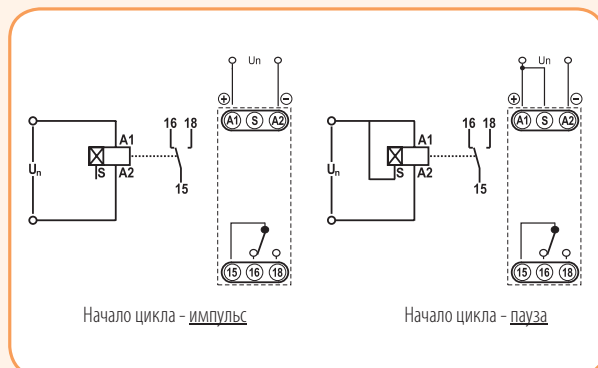 Un
Un
16 18
A1
Un
S A2
15
+ −
A1 S A2
15 16 18
16 18
A1
Un
S A2
15
+ −
A1 S A2
15 16 18
Начало цикла - импульс
Начало цикла - пауза